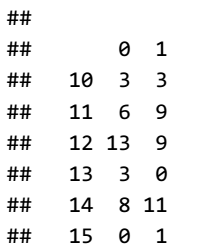 ##
##       0  1
##   10  3  3
##   11  6  9
##   12 13  9
##   13  3  0
##   14  8 11
##   15  0  1